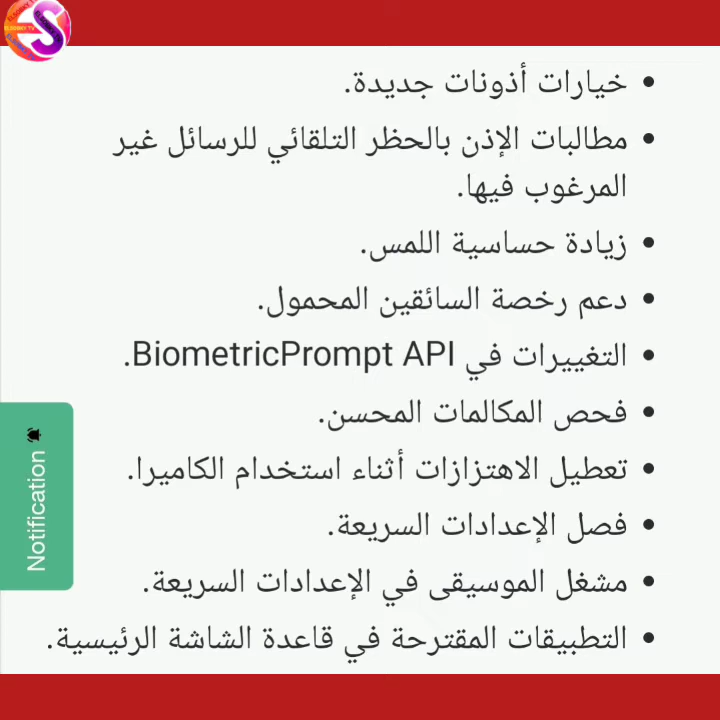 خيارات أذونات جديدة.
مطالبات الإذن بالحظر التلقائي للرسائل غير
المرغوب فيها.
زيادة حساسية اللمس.
دعم رخصة السائقين المحمول.
التغييرات في BiometricPrompt API.
فحص المكالمات المحسن.
تعطيل الاهتزازات أثناء استخدام الكاميرا.
فصل الإعدادات السريعة.
مشغل الموسيقى في الإعدادات السريعة.
التطبيقات المقترحة في قاعدة الشاشة الرئيسية.
Notification